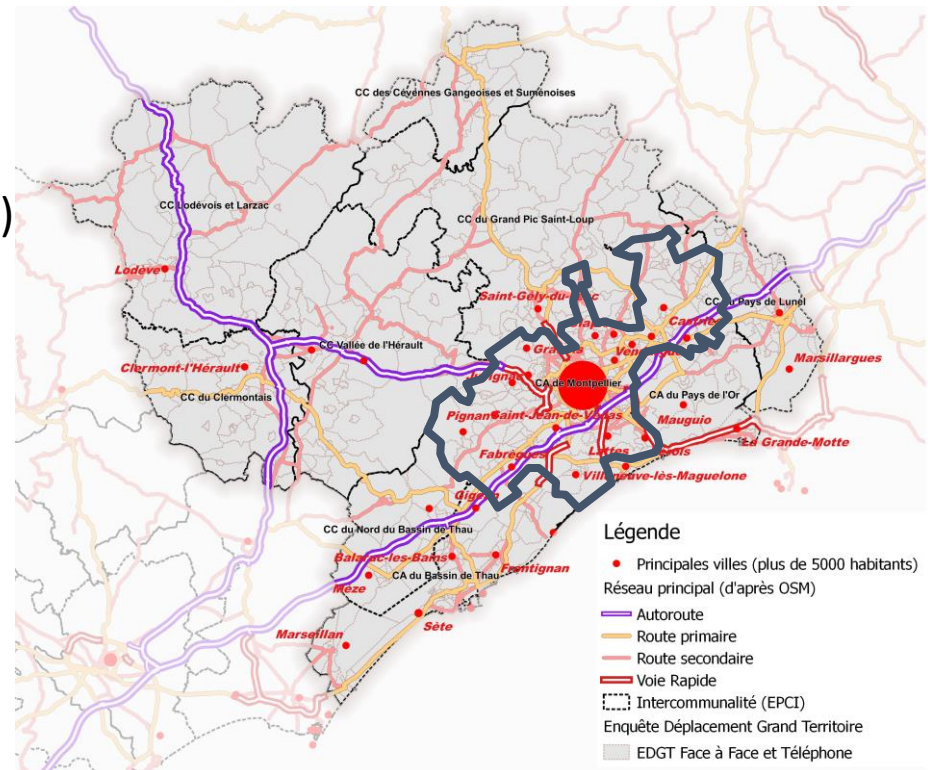 CC des Cévennes Gangeoises et Suménoises
)
CC Lodévois et Larzac
CC du Grand Pic Saint-Loup
Lodève
Saint-Gély-du-
CC du Pays de Lunel
CC Vallée de l'Hérault
Marsillargues
Clermont-l'Hérault
CA de Montpellier
CC du Clermontais
CA du Pays de l'Or
Pignan
Saint-Jean-de-Védas
Mauguio
La Grande-Motte
Lattes
Fabrègues
Villeneuve-lès-Maguelone
CC du Nord du Bassin de Thau
Balaruc-les-Bains
Frontignan
CA du Bassin de Thau
Mèze
Sète
Marseillan
Légende
Principales villes (plus de 5000 habitants)
Réseau principal (d'après OSM)
Autoroute
Route primaire
Route secondaire
Voie Rapide
Intercommunalité (EPCI)
Enquête Déplacement Grand Territoire
EDGT Face à Face et Téléphone